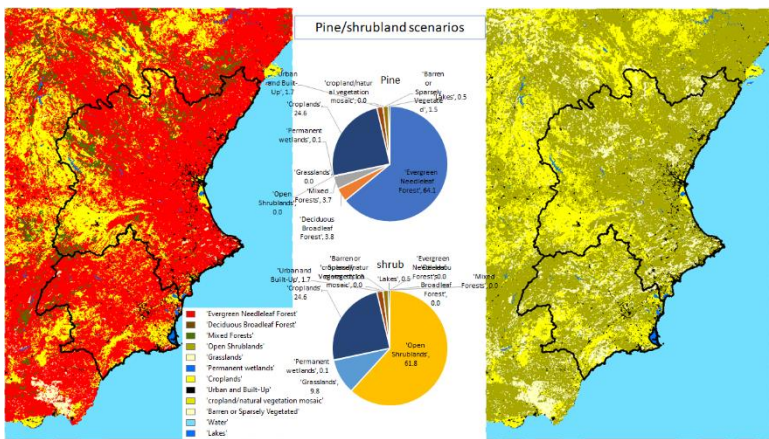 Pine/shrubland scenarios
Pine
'Urban
and Built-
Up', 1.7
'cropland/natur
al vegetation
mosaic', 0.0
'Barren
or
Sparsely
Vegetate
d', 1.5
'Lakes', 0.5
'Croplands',
24.6
'Permanent
wetlands', 0.1
'Grasslands',
0.0
'Open
Shrublands',
0.0
'Mixed
Forests', 3.7
'Deciduous
Broadleaf
Forest', 3.8
'Evergreen
Needleleaf
Forest', 64.1
shrub
'Urban and Built-
Up', 1.7
'Barren or
mosaic', 0.0
'Lakes', 0.5
'Evergreen
Broadleaf
Forest',
0.0
'Mixed
Forests', 0.0
'Croplands',
24.6
'Permanent
wetlands', 0.1
'Grasslands',
9.8
'Open
Shrublands',
61.8
'Evergreen Needleleaf Forest'
'Deciduous Broadleaf Forest'
'Mixed Forests'
'Open Shrublands'
'Grasslands'
'Permanent wetlands'
'Croplands'
'Urban and Built-Up'
'cropland/natural vegetation mosaic'
'Barren or Sparsely Vegetated'
'Water'
'Lakes'